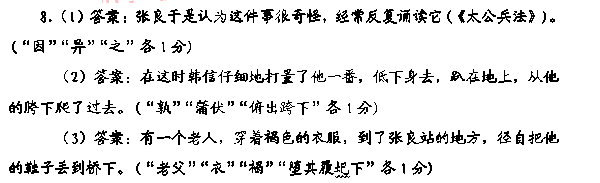 8.（1）答案：张良于是认为这件事很奇怪，经常反复诵读它（《太公兵法》）。
（“因”“异”“之”各1分）
（2）答案：在这时韩信仔细地打量了他一番，低下身去，趴在地上，从他
的胯下爬了过去。（“孰”“蒲伏”“俯出跨下”各1分）
（3）答案：有一个老人，穿着褐色的衣服，到了张良站的地方，径自把他
的鞋子丢到桥下。（“老父”“衣”“褐”“堕其履圯下”各1分）